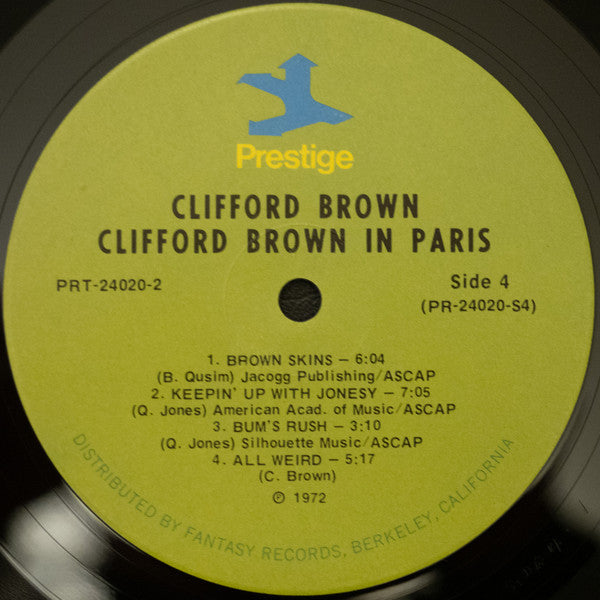 Prestige
CLIFFORD BROWN
CLIFFORD BROWN IN PARIS
PRT-24020-2
Side 4
(PR-24020-S4)
1. BROWN SKINS – 6:04
(B. Qusim) Jacogg Publishing/ASCAP
2. KEEPIN' UP WITH JONESY – 7:05
(Q. Jones) American Acad. of Music/ASCAP
3. BUM'S RUSH – 3:10
(Q. Jones) Silhouette Music/ASCAP
4. ALL WEIRD – 5:17
(C. Brown)
℗ 1972
DISTRIBUTED BY FANTASY RECORDS, BERKELEY, CALIFORNIA